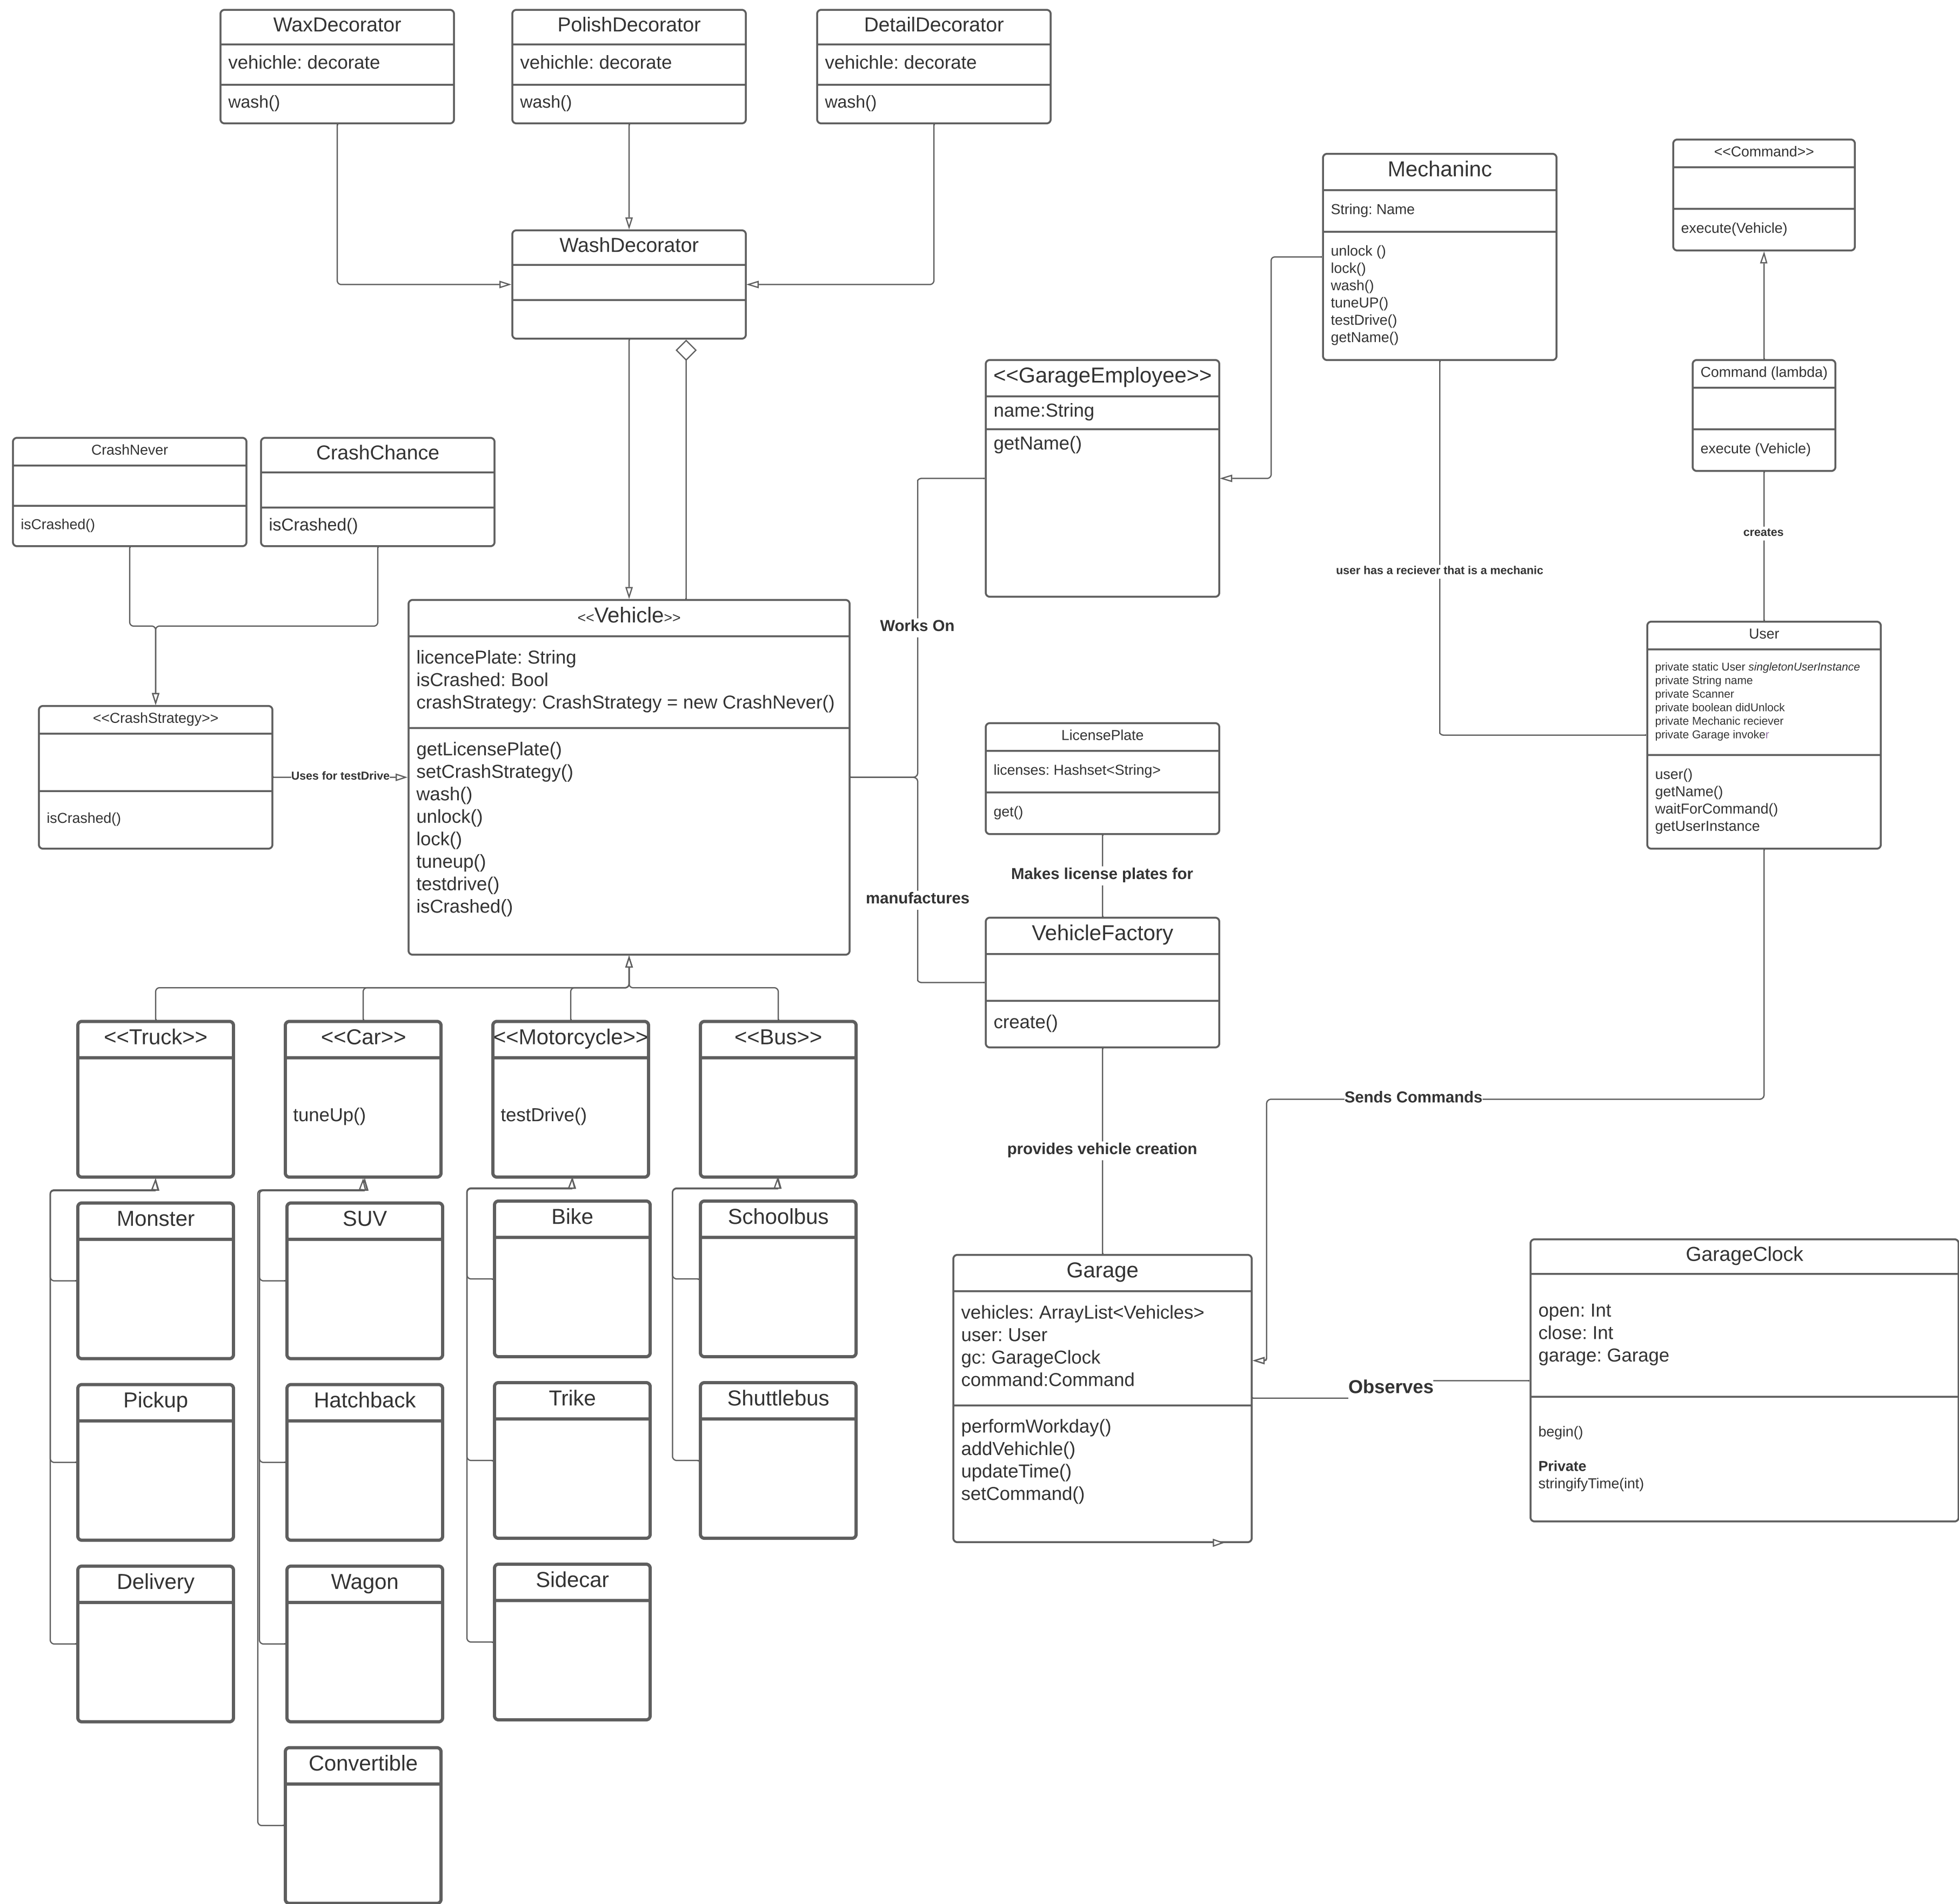 WaxDecorator
vehichle: decorate
wash()
PolishDecorator
vehichle: decorate
wash()
DetailDecorator
vehichle: decorate
wash()
WashDecorator
Mechaninc
String: Name
unlock ()
lock()
wash()
tuneUP()
testDrive()
getName()
<<Command>>
execute(Vehicle)
<<GarageEmployee>>
name:String
getName()
Command (lambda)
execute (Vehicle)
creates
user has a reciever that is a mechanic
CrashNever
isCrashed()
CrashChance
isCrashed()
<<CrashStrategy>>
isCrashed()
Uses for testDrive
<<Vehicle>>
licencePlate: String
isCrashed: Bool
crashStrategy: CrashStrategy = new CrashNever()
getLicensePlate()
setCrashStrategy()
wash()
unlock()
lock()
tuneup()
testdrive()
isCrashed()
Works On
manufactures
LicensePlate
licenses: Hashset<String>
get()
Makes license plates for
VehicleFactory
create()
provides vehicle creation
User
private static User singletonUserInstance
private String name
private Scanner
private boolean didUnlock
private Mechanic reciever
private Garage invoker
user()
getName()
waitForCommand()
getUserInstance
Sends Commands
<<Truck>>
<<Car>>
tuneUp()
<<Motorcycle>>
testDrive()
<<Bus>>
Monster
SUV
Bike
Schoolbus
Pickup
Hatchback
Trike
Shuttlebus
Delivery
Wagon
Sidecar
Convertible
Garage
vehicles: ArrayList<Vehicles>
user: User
gc: GarageClock
command:Command
performWorkday()
addVehichle()
updateTime()
setCommand()
Observes
GarageClock
open: Int
close: Int
garage: Garage
begin()
Private
stringifyTime(int)